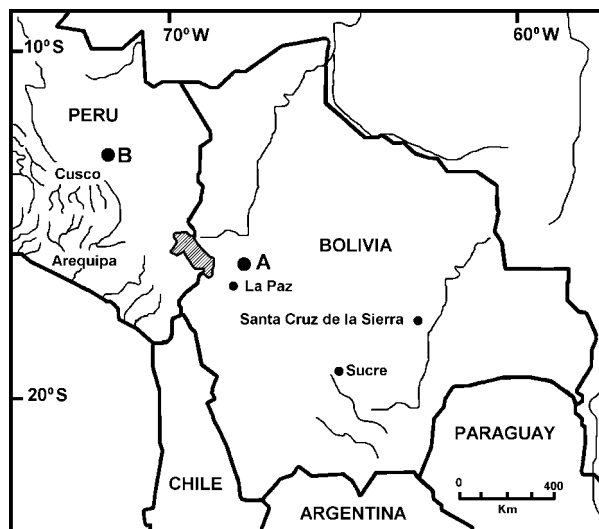 70°W
60°W
10°S
PERU
B
Cusco
BOLIVIA
A
Arequipa
La Paz
Santa Cruz de la Sierra
Sucre
20°S
PARAGUAY
CHILE
0 400
Km
ARGENTINA